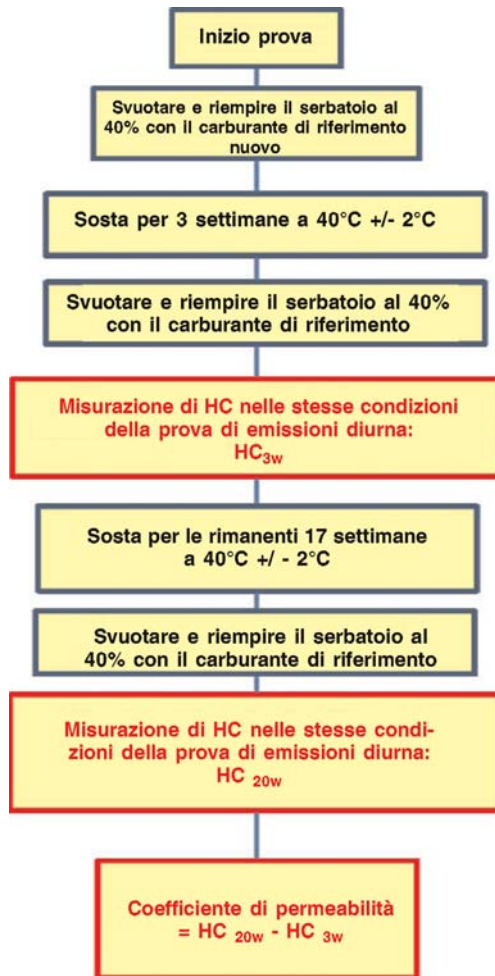 Inizio prova
Svuotare e riempire il serbatoio al
40% con il carburante di riferimento
nuovo
Sosta per 3 settimane a 40°C +/- 2°C
Svuotare e riempire il serbatoio al 40%
con il carburante di riferimento
Misurazione di HC nelle stesse condizioni
della prova di emissioni diurna:
HC3w
Sosta per le rimanenti 17 settimane
a 40°C +/ - 2°C
Svuotare e riempire il serbatoio al
40% con il carburante di riferimento
Misurazione di HC nelle stesse condi-
zioni della prova di emissioni diurna:
HC 20w
Coefficiente di permeabilità
= HC 20w - HC 3w